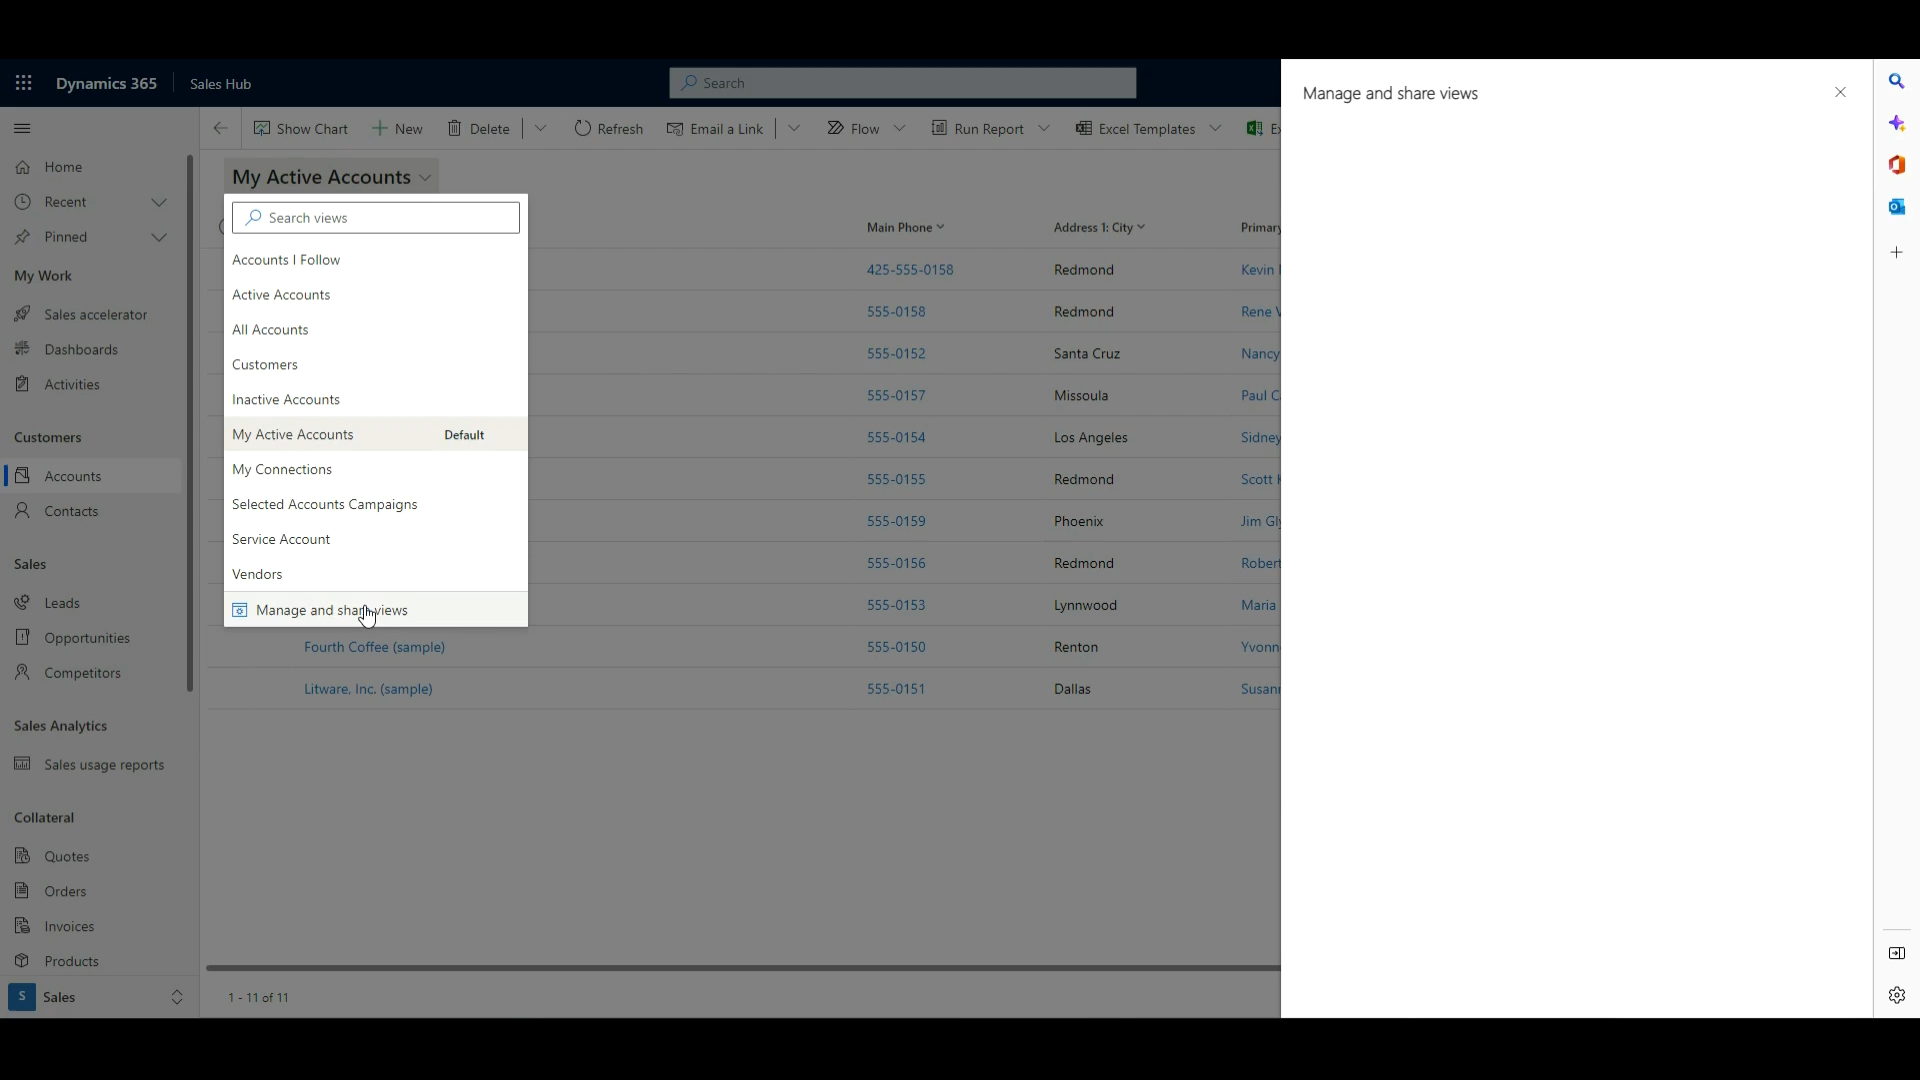 Dynamics 365
Sales Hub
Search
Manage and share views
Show Chart
New
Delete
Refresh
Email a Link
Flow
Run Report
Excel Templates
Home
Recent
Pinned
My Work
Sales accelerator
Dashboards
Activities
Customers
Accounts
Contacts
Sales
Leads
Opportunities
Competitors
Sales Analytics
Sales usage reports
Collateral
Quotes
Orders
Invoices
Products
S Sales
My Active Accounts
Search views
Accounts I Follow
Active Accounts
All Accounts
Customers
Inactive Accounts
My Active Accounts Default
My Connections
Selected Accounts Campaigns
Service Account
Vendors
Manage and share views
Main Phone Address 1: City Primary
425-555-0158 Redmond Kevin
555-0158 Redmond Rene
555-0152 Santa Cruz Nancy
555-0157 Missoula Paul
555-0154 Los Angeles Sidney
555-0155 Redmond Scott
555-0159 Phoenix Jim
555-0156 Redmond Robert
555-0153 Lynnwood Maria
Fourth Coffee (sample) 555-0150 Renton Yvonn
Litware, Inc. (sample) 555-0151 Dallas Susan
1 - 11 of 11